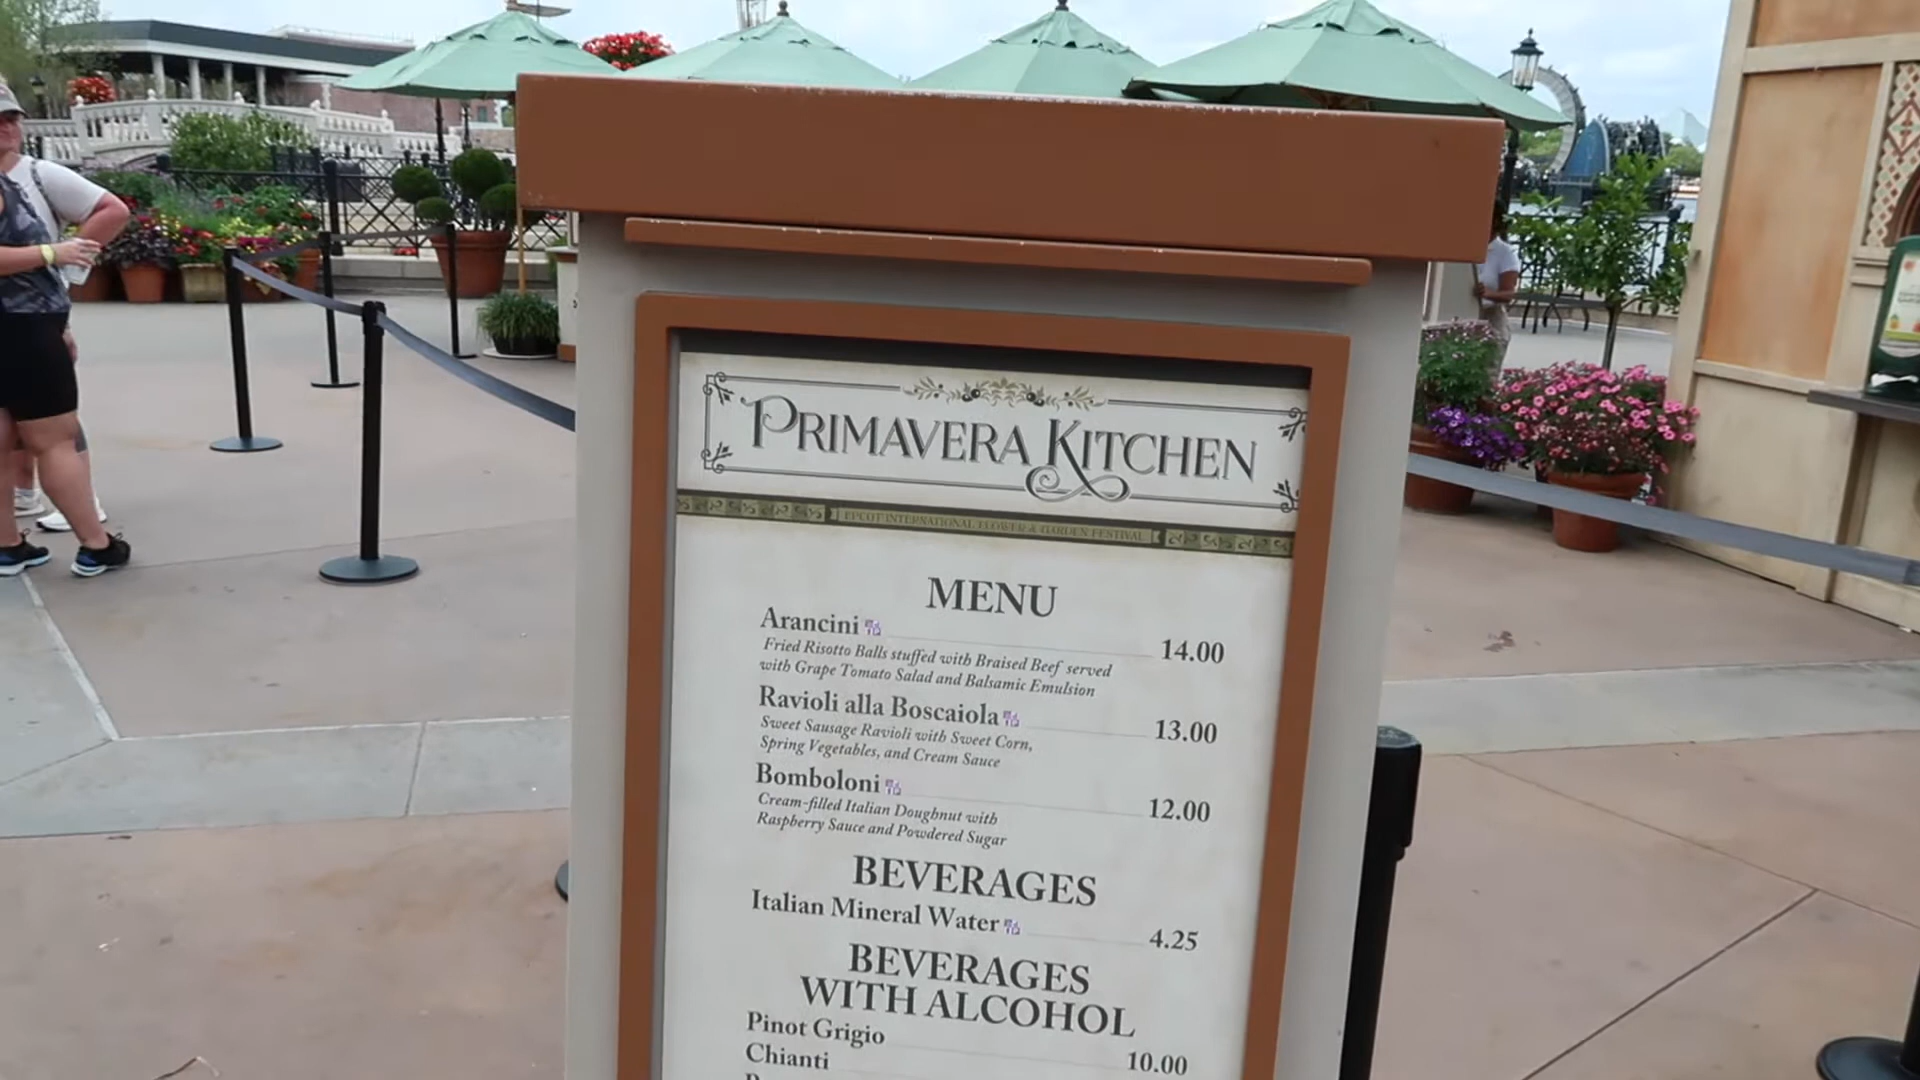 PRIMAVERA KITCHEN
EPCOT INTERNATIONAL FLOWER & GARDEN FESTIVAL
MENU
Arancini 14.00
Fried Risotto Balls stuffed with Braised Beef served
with Grape Tomato Salad and Balsamic Emulsion
Ravioli alla Boscaiola 13.00
Sweet Sausage Ravioli with Sweet Corn,
Spring Vegetables, and Cream Sauce
Bomboloni 12.00
Cream-filled Italian Doughnut with
Raspberry Sauce and Powdered Sugar
BEVERAGES
Italian Mineral Water 4.25
BEVERAGES
WITH ALCOHOL
Pinot Grigio 10.00
Chianti